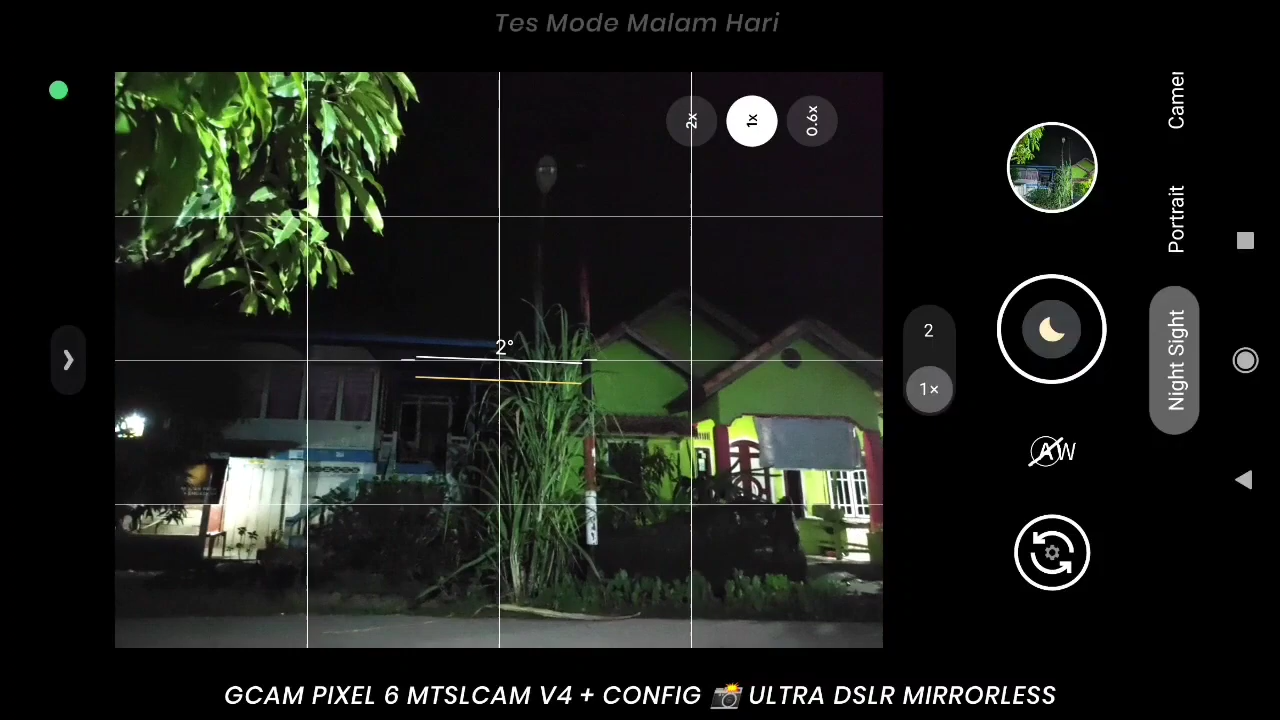 Tes Mode Malam Hari
2x
1x
0.6x
2°
2
1×
AW
Camer
Portrait
Night Sight
GCAM PIXEL 6 MTSLCAM V4 + CONFIG 📸 ULTRA DSLR MIRRORLESS